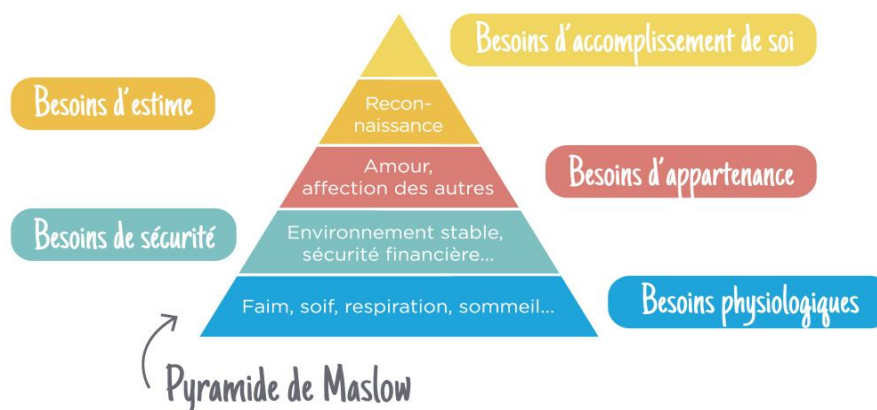 Besoins d'accomplissement de soi
Besoins d'estime
Recon-
naissance
Amour,
affection des autres
Besoins d'appartenance
Besoins de sécurité
Environnement stable,
sécurité financière...
Faim, soif, respiration, sommeil...
Besoins physiologiques
Pyramide de Maslow